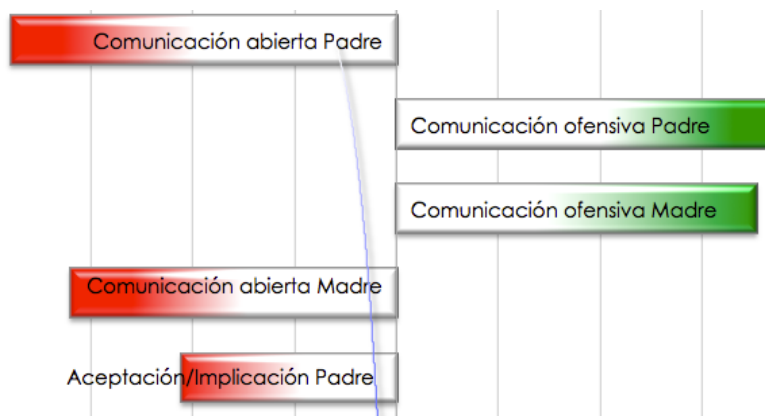 Comunicación abierta Padre
Comunicación ofensiva Padre
Comunicación ofensiva Madre
Comunicación abierta Madre
Aceptación/Implicación Padre